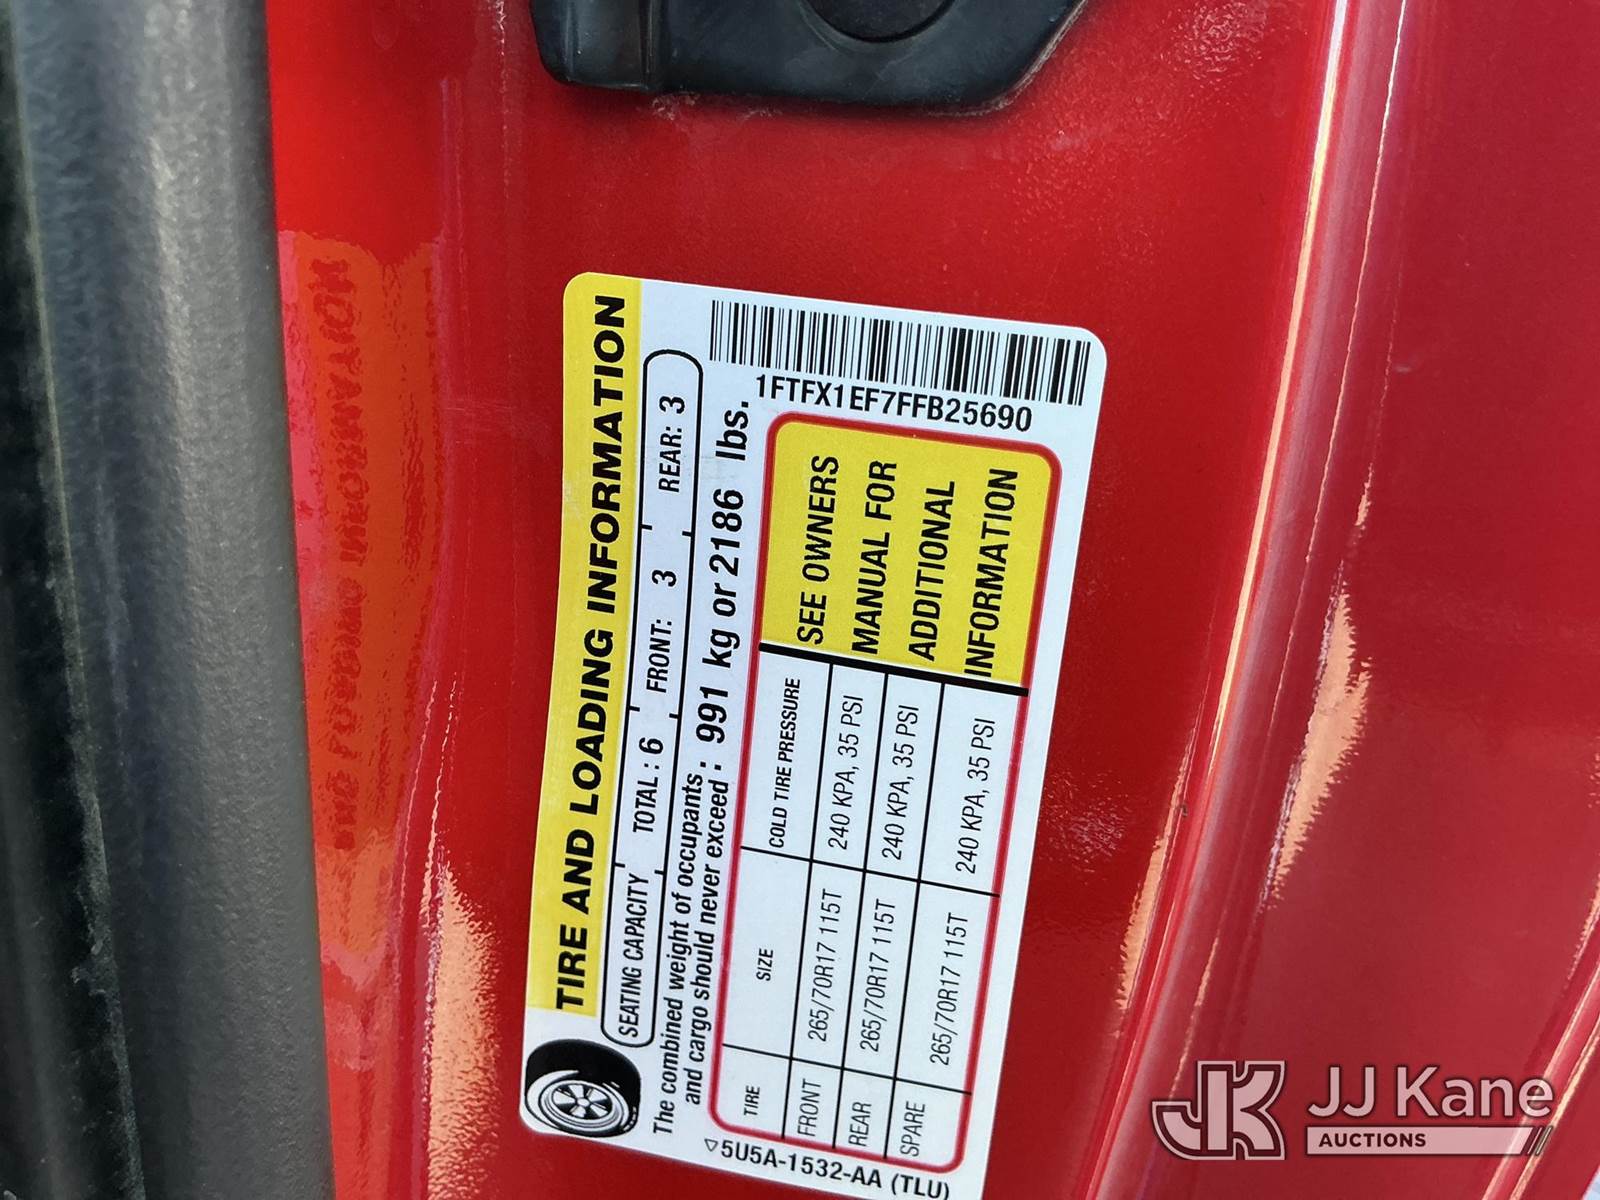 TIRE AND LOADING INFORMATION
SEATING CAPACITY TOTAL : 6 FRONT: 3 REAR: 3
The combined weight of occupants
and cargo should never exceed : 991 kg or 2186 lbs.
TIRE SIZE COLD TIRE PRESSURE
FRONT 265/70R17 115T 240 KPA, 35 PSI
REAR 265/70R17 115T 240 KPA, 35 PSI
SPARE 265/70R17 115T 240 KPA, 35 PSI
SEE OWNERS
MANUAL FOR
ADDITIONAL
INFORMATION
5U5A-1532-AA (TLU)
1FTFX1EF7FFB25690
JK JJ Kane
AUCTIONS